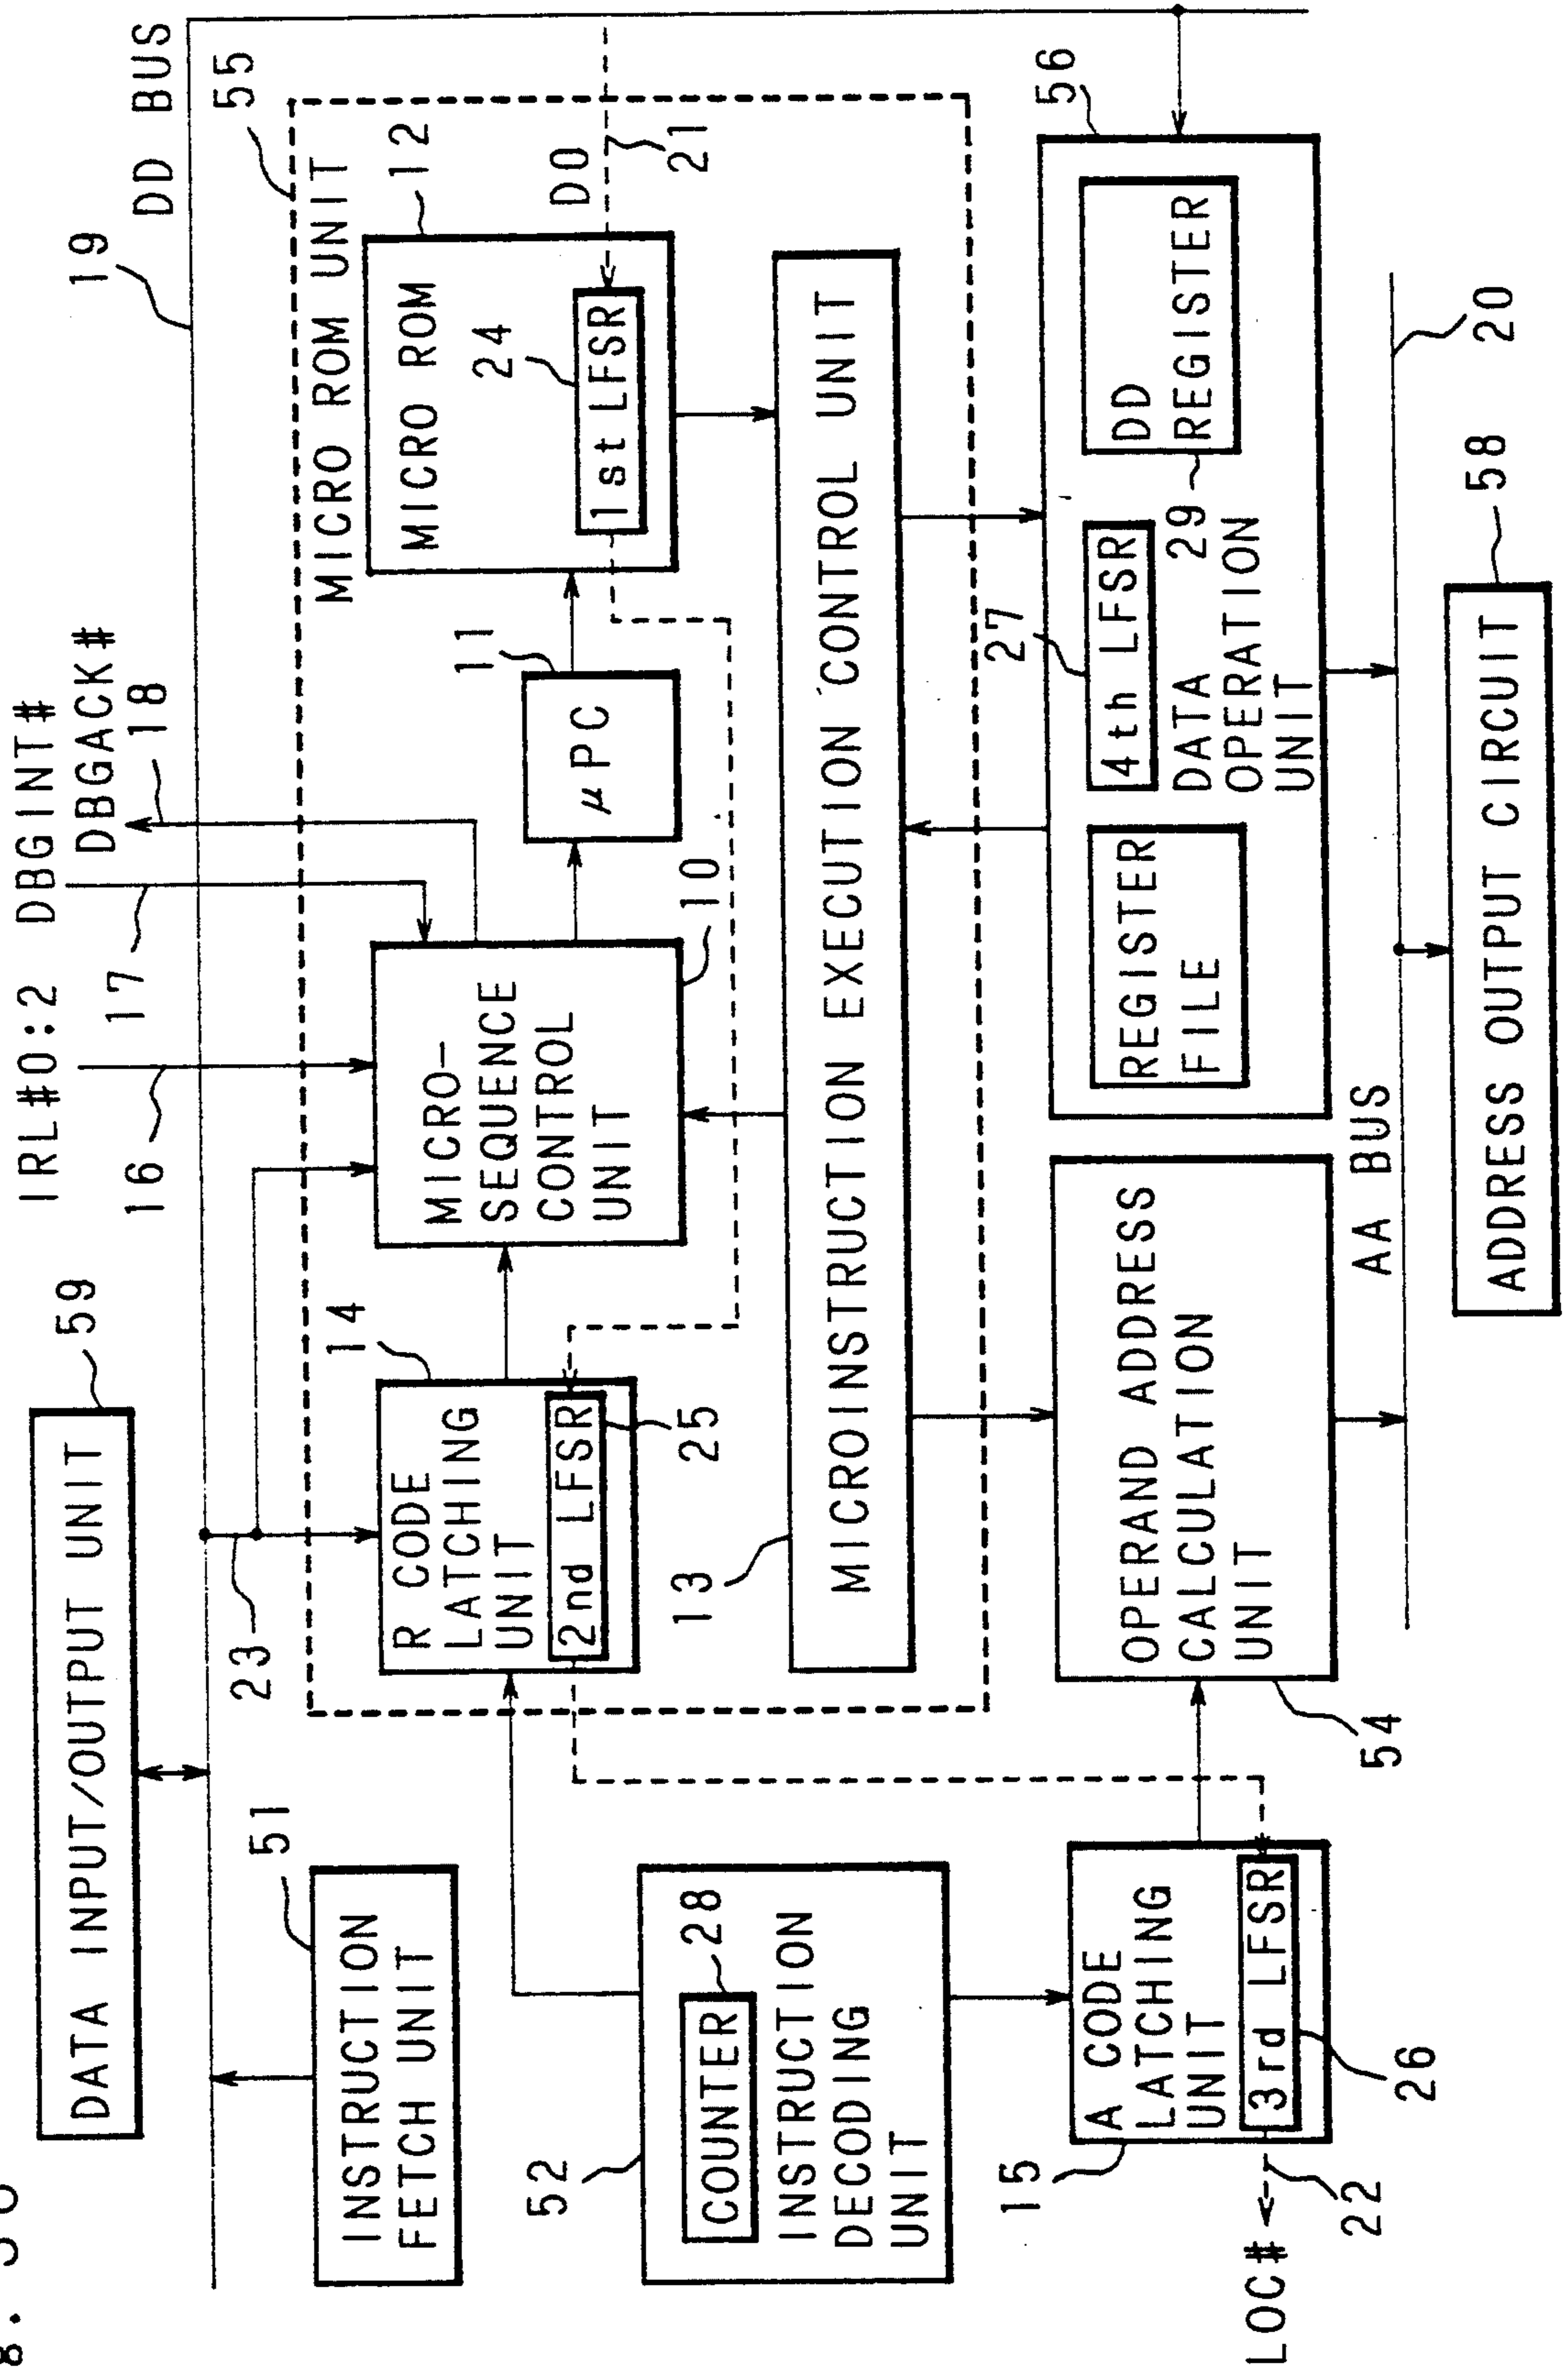 DATA INPUT/OUTPUT UNIT
59
IRL#0:2
DBGINT#
DBGACK#
16
17
18
19
DD BUS
23
51
INSTRUCTION
FETCH UNIT
55
MICRO ROM UNIT
14
R CODE
LATCHING
UNIT
2nd LFSR
25
MICRO-
SEQUENCE
CONTROL
UNIT
10
11
μPC
12
MICRO ROM
24
1st LFSR
D0
21
52
COUNTER
28
INSTRUCTION
DECODING
UNIT
13
MICROINSTRUCTION EXECUTION CONTROL UNIT
15
A CODE
LATCHING
UNIT
3rd LFSR
26
LOC#
22
OPERAND ADDRESS
CALCULATION
UNIT
54
56
REGISTER
FILE
27
4th LFSR
DATA
OPERATION
UNIT
29
DD
REGISTER
AA BUS
20
ADDRESS OUTPUT CIRCUIT
58